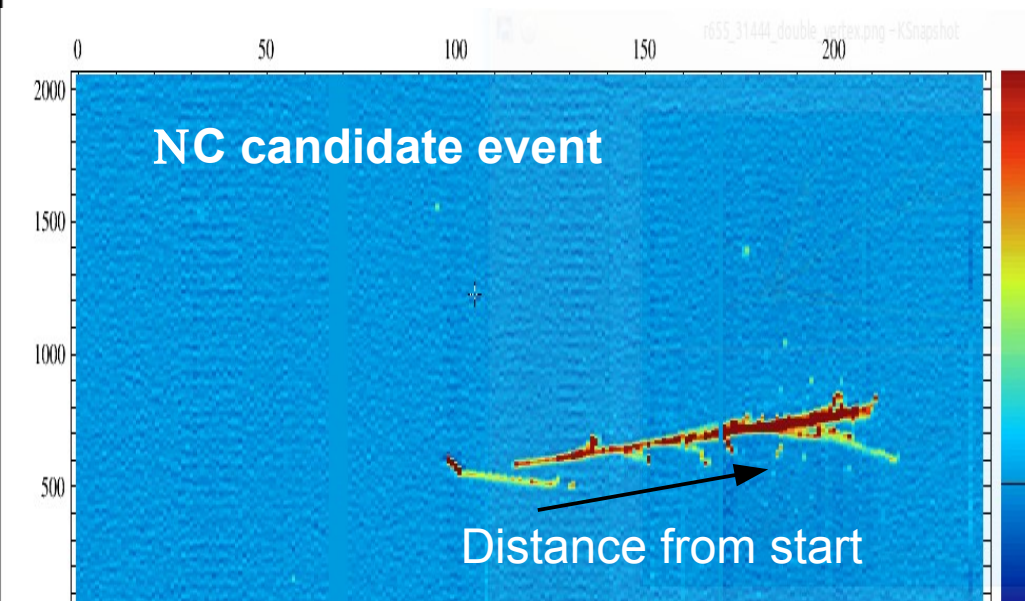 r655_31444_double_vertex.png - KSnapshot
0 50 100 150 200
2000
NC candidate event
1500
1000
500
Distance from start